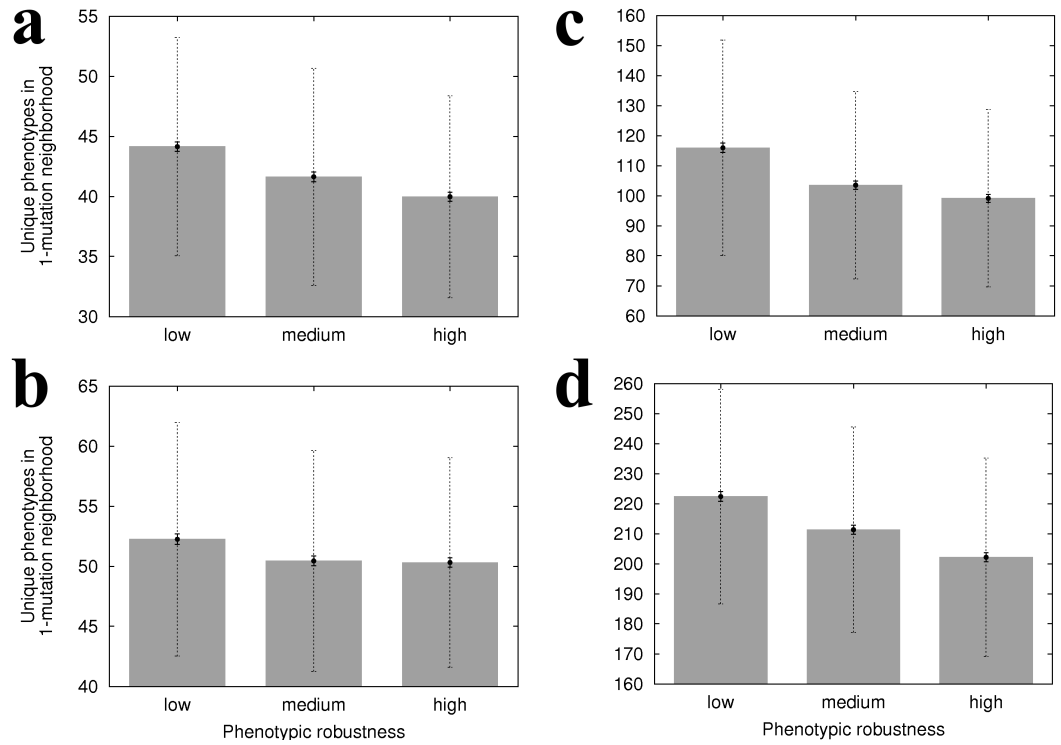 a
Unique phenotypes in
1-mutation neighborhood
55
50
45
40
35
30
low medium high
c
160
150
140
130
120
110
100
90
80
70
60
low medium high
b
Unique phenotypes in
1-mutation neighborhood
65
60
55
50
45
40
low medium high
Phenotypic robustness
d
260
250
240
230
220
210
200
190
180
170
160
low medium high
Phenotypic robustness